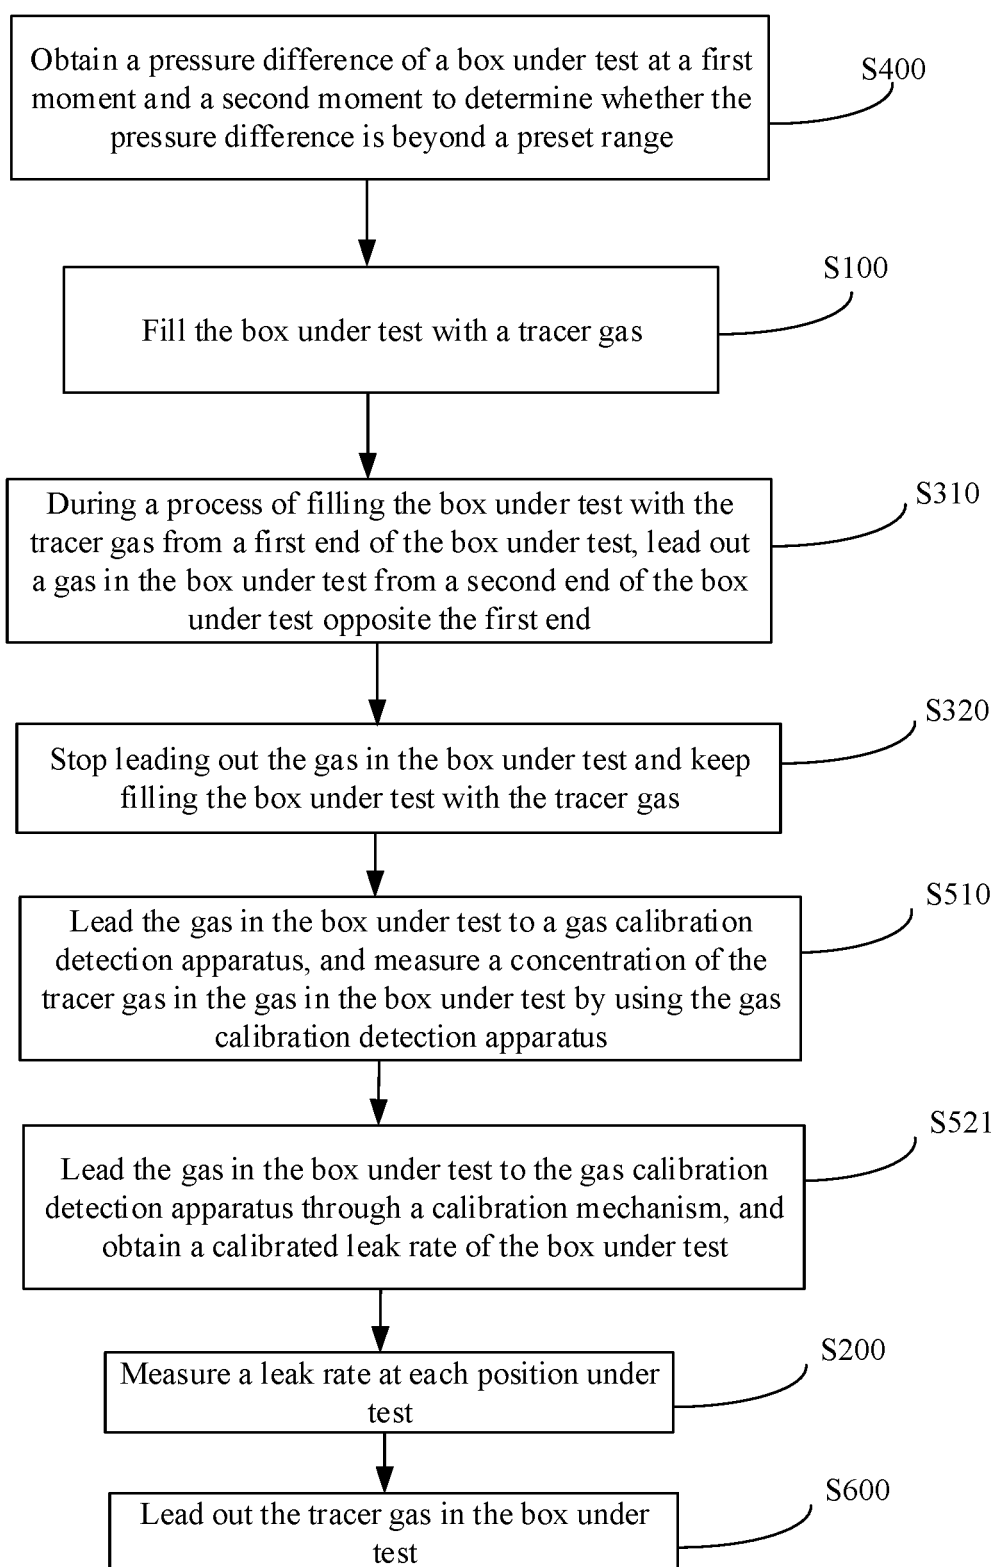 Obtain a pressure difference of a box under test at a first
moment and a second moment to determine whether the
pressure difference is beyond a preset range
S400
Fill the box under test with a tracer gas
S100
During a process of filling the box under test with the
tracer gas from a first end of the box under test, lead out
a gas in the box under test from a second end of the box
under test opposite the first end
S310
Stop leading out the gas in the box under test and keep
filling the box under test with the tracer gas
S320
Lead the gas in the box under test to a gas calibration
detection apparatus, and measure a concentration of the
tracer gas in the gas in the box under test by using the gas
calibration detection apparatus
S510
Lead the gas in the box under test to the gas calibration
detection apparatus through a calibration mechanism, and
obtain a calibrated leak rate of the box under test
S521
Measure a leak rate at each position under
test
S200
Lead out the tracer gas in the box under
test
S600